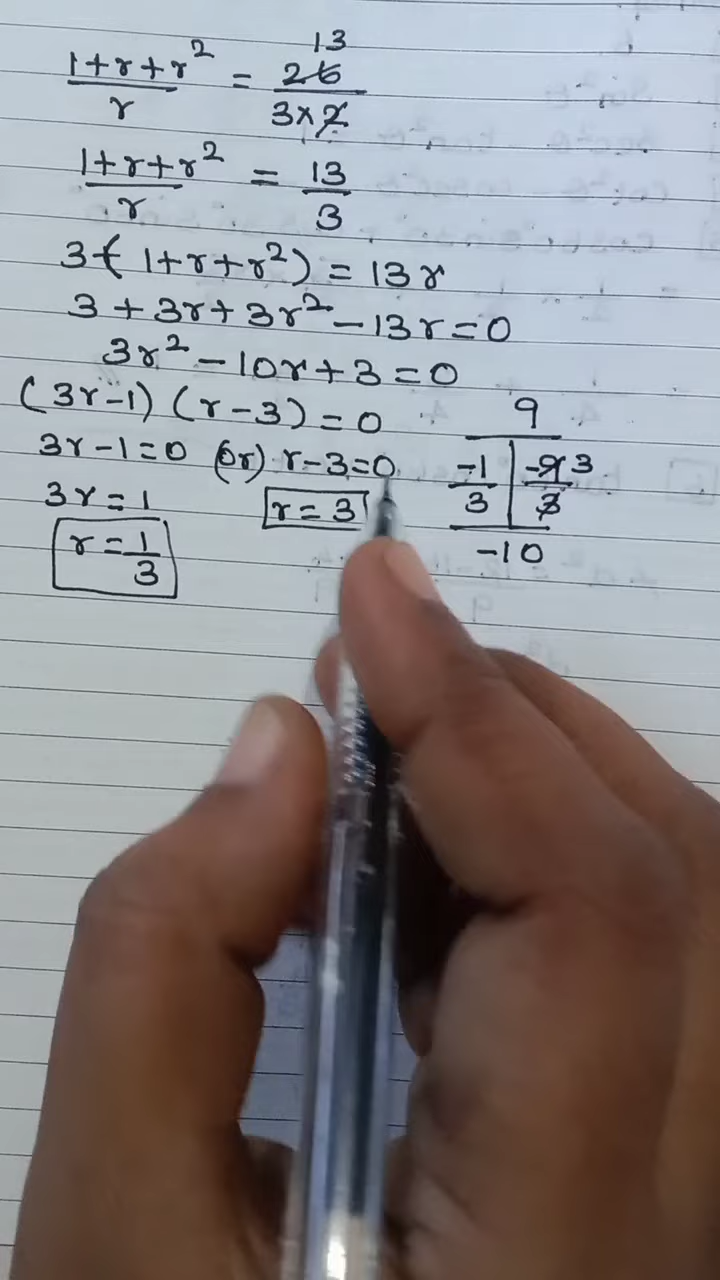 1+r+r² / r = 26 / 3×2 13
1+r+r² / r = 13 / 3
3(1+r+r²) = 13r
3+3r+3r²-13r=0
3r²-10r+3=0
(3r-1) (r-3)=0
3r-1=0 (or) r-3=0
3r=1 r=3
r=1/3
9
-1/3 | -9/3 3
-10